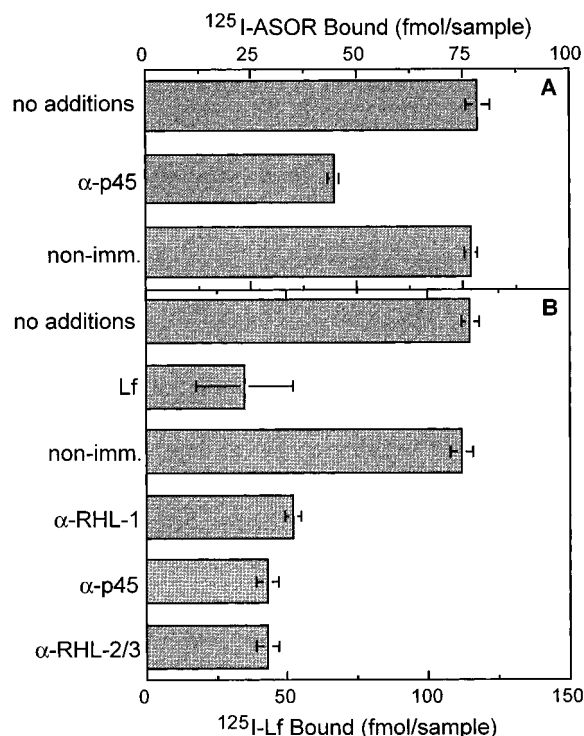 ¹²⁵I-ASOR Bound (fmol/sample)
0 25 50 75 100
A
no additions
α-p45
non-imm.
B
no additions
Lf
non-imm.
α-RHL-1
α-p45
α-RHL-2/3
0 50 100 150
¹²⁵I-Lf Bound (fmol/sample)